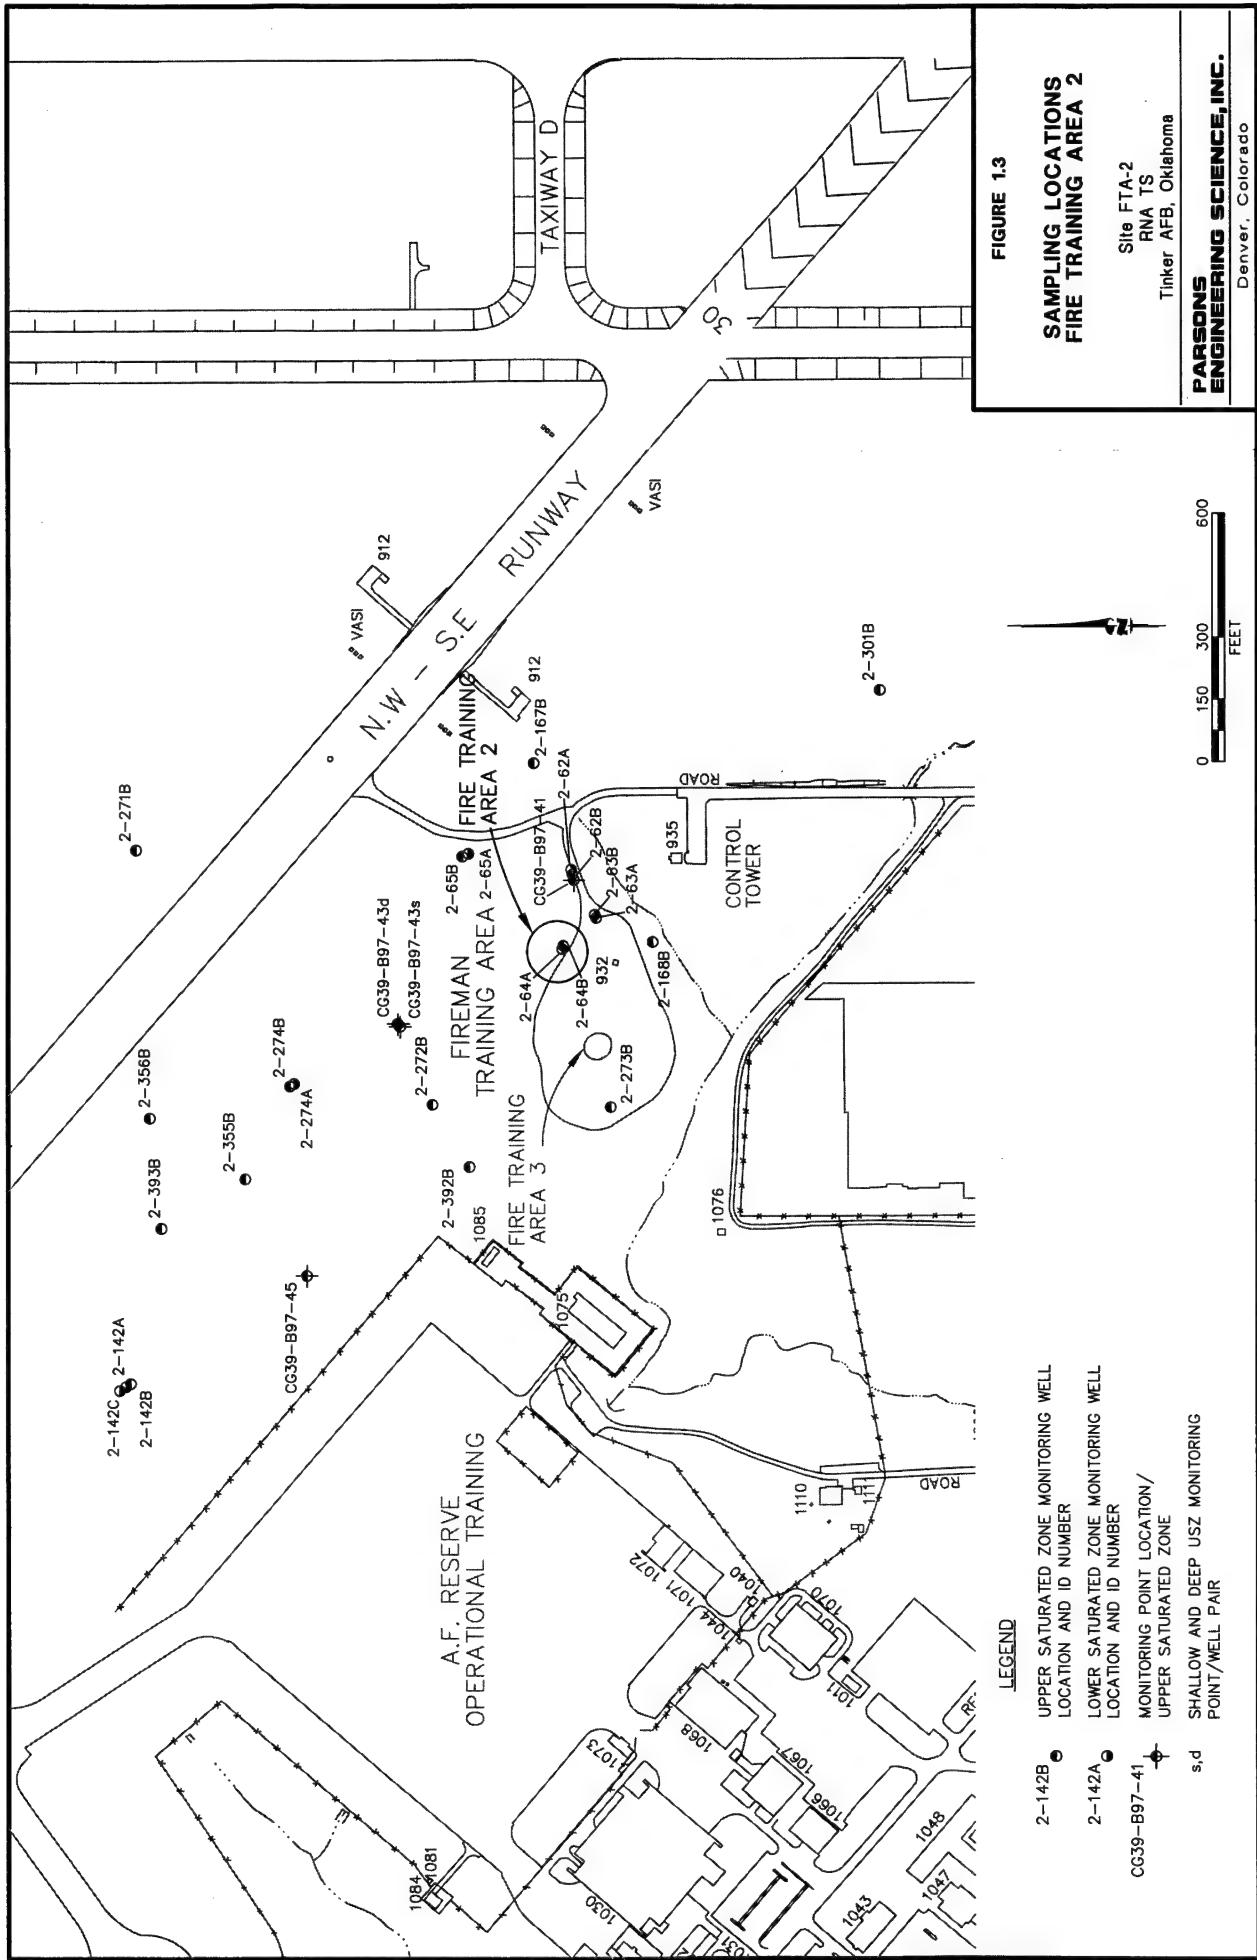 TAXIWAY D
30
N.W - S.E RUNWAY
VASI
VASI
912
912
2-271B
2-356B
2-393B
2-355B
2-274B
2-274A
CG39-B97-43d
CG39-B97-43s
2-272B
2-392B
2-142C
2-142A
2-142B
CG39-B97-45
2-65B
2-65A
FIRE TRAINING
AREA 2
FIREMAN
TRAINING AREA 2
2-167B
2-62A
CG39-B97-41
2-62B
2-63B
2-63A
2-64A
2-64B
932
2-168B
2-273B
FIRE TRAINING
AREA 3
2-301B
ROAD
935
CONTROL
TOWER
1085
1075
1076
A.F. RESERVE
OPERATIONAL TRAINING
1110
1111
ROAD
1072
1071
1040
1044
1070
1011
1068
1067
1066
1073
1084
1081
1030
1031
1043
1048
1047
LEGEND
2-142B
UPPER SATURATED ZONE MONITORING WELL
LOCATION AND ID NUMBER
2-142A
LOWER SATURATED ZONE MONITORING WELL
LOCATION AND ID NUMBER
CG39-B97-41
MONITORING POINT LOCATION/
UPPER SATURATED ZONE
s,d
SHALLOW AND DEEP USZ MONITORING
POINT/WELL PAIR
N
0 150 300 600
FEET
FIGURE 1.3
SAMPLING LOCATIONS
FIRE TRAINING AREA 2
Site FTA-2
RNA TS
Tinker AFB, Oklahoma
PARSONS
ENGINEERING SCIENCE, INC.
Denver, Colorado